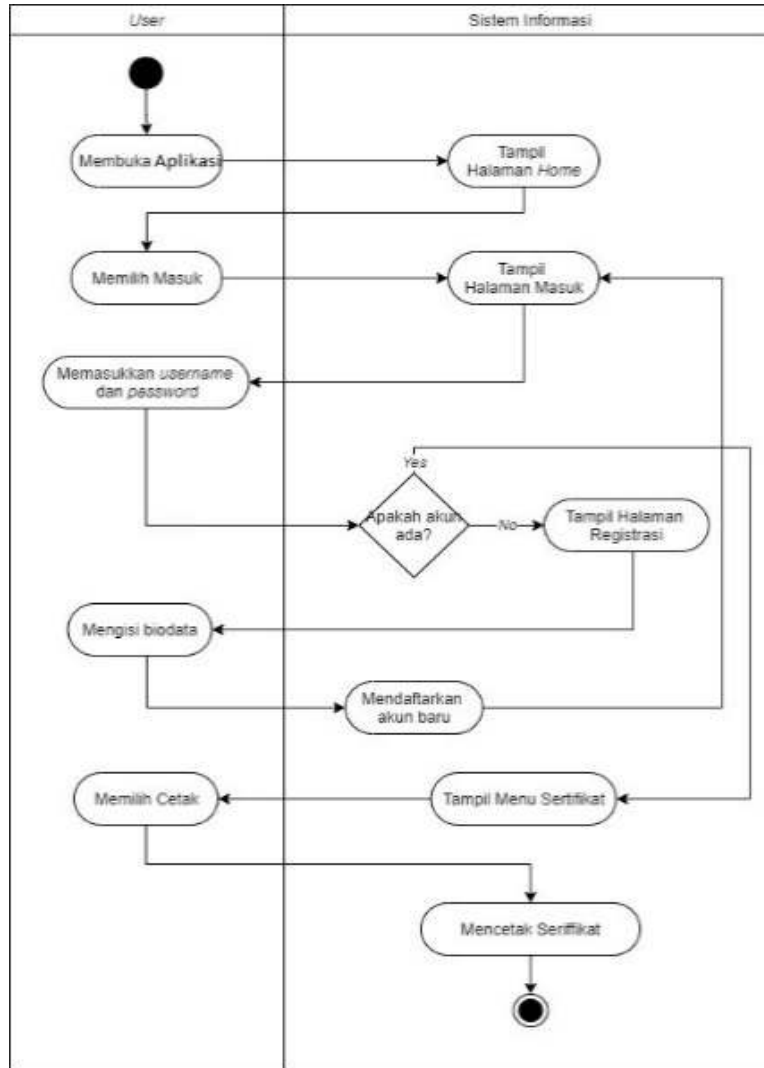 User
Sistem Informasi
Membuka Aplikasi
Tampil
Halaman Home
Memilih Masuk
Tampil
Halaman Masuk
Memasukkan username
dan password
Yes
Apakah akun
ada?
No
Tampil Halaman
Registrasi
Mengisi biodata
Mendaftarkan
akun baru
Memilih Cetak
Tampil Menu Sertifikat
Mencetak Seriffikat